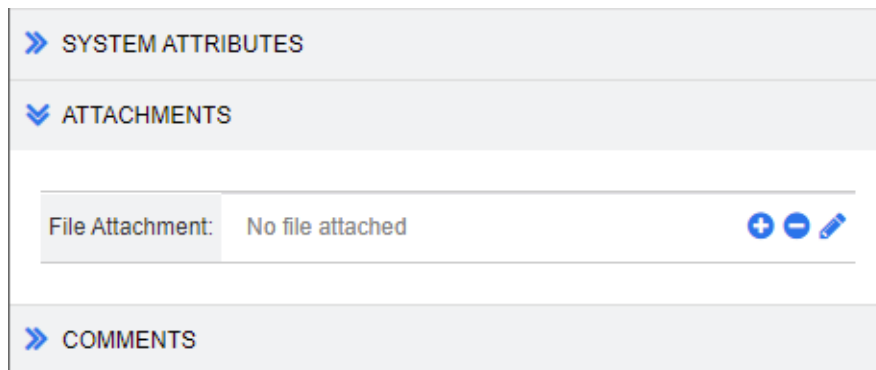 SYSTEM ATTRIBUTES
ATTACHMENTS
File Attachment: No file attached
COMMENTS